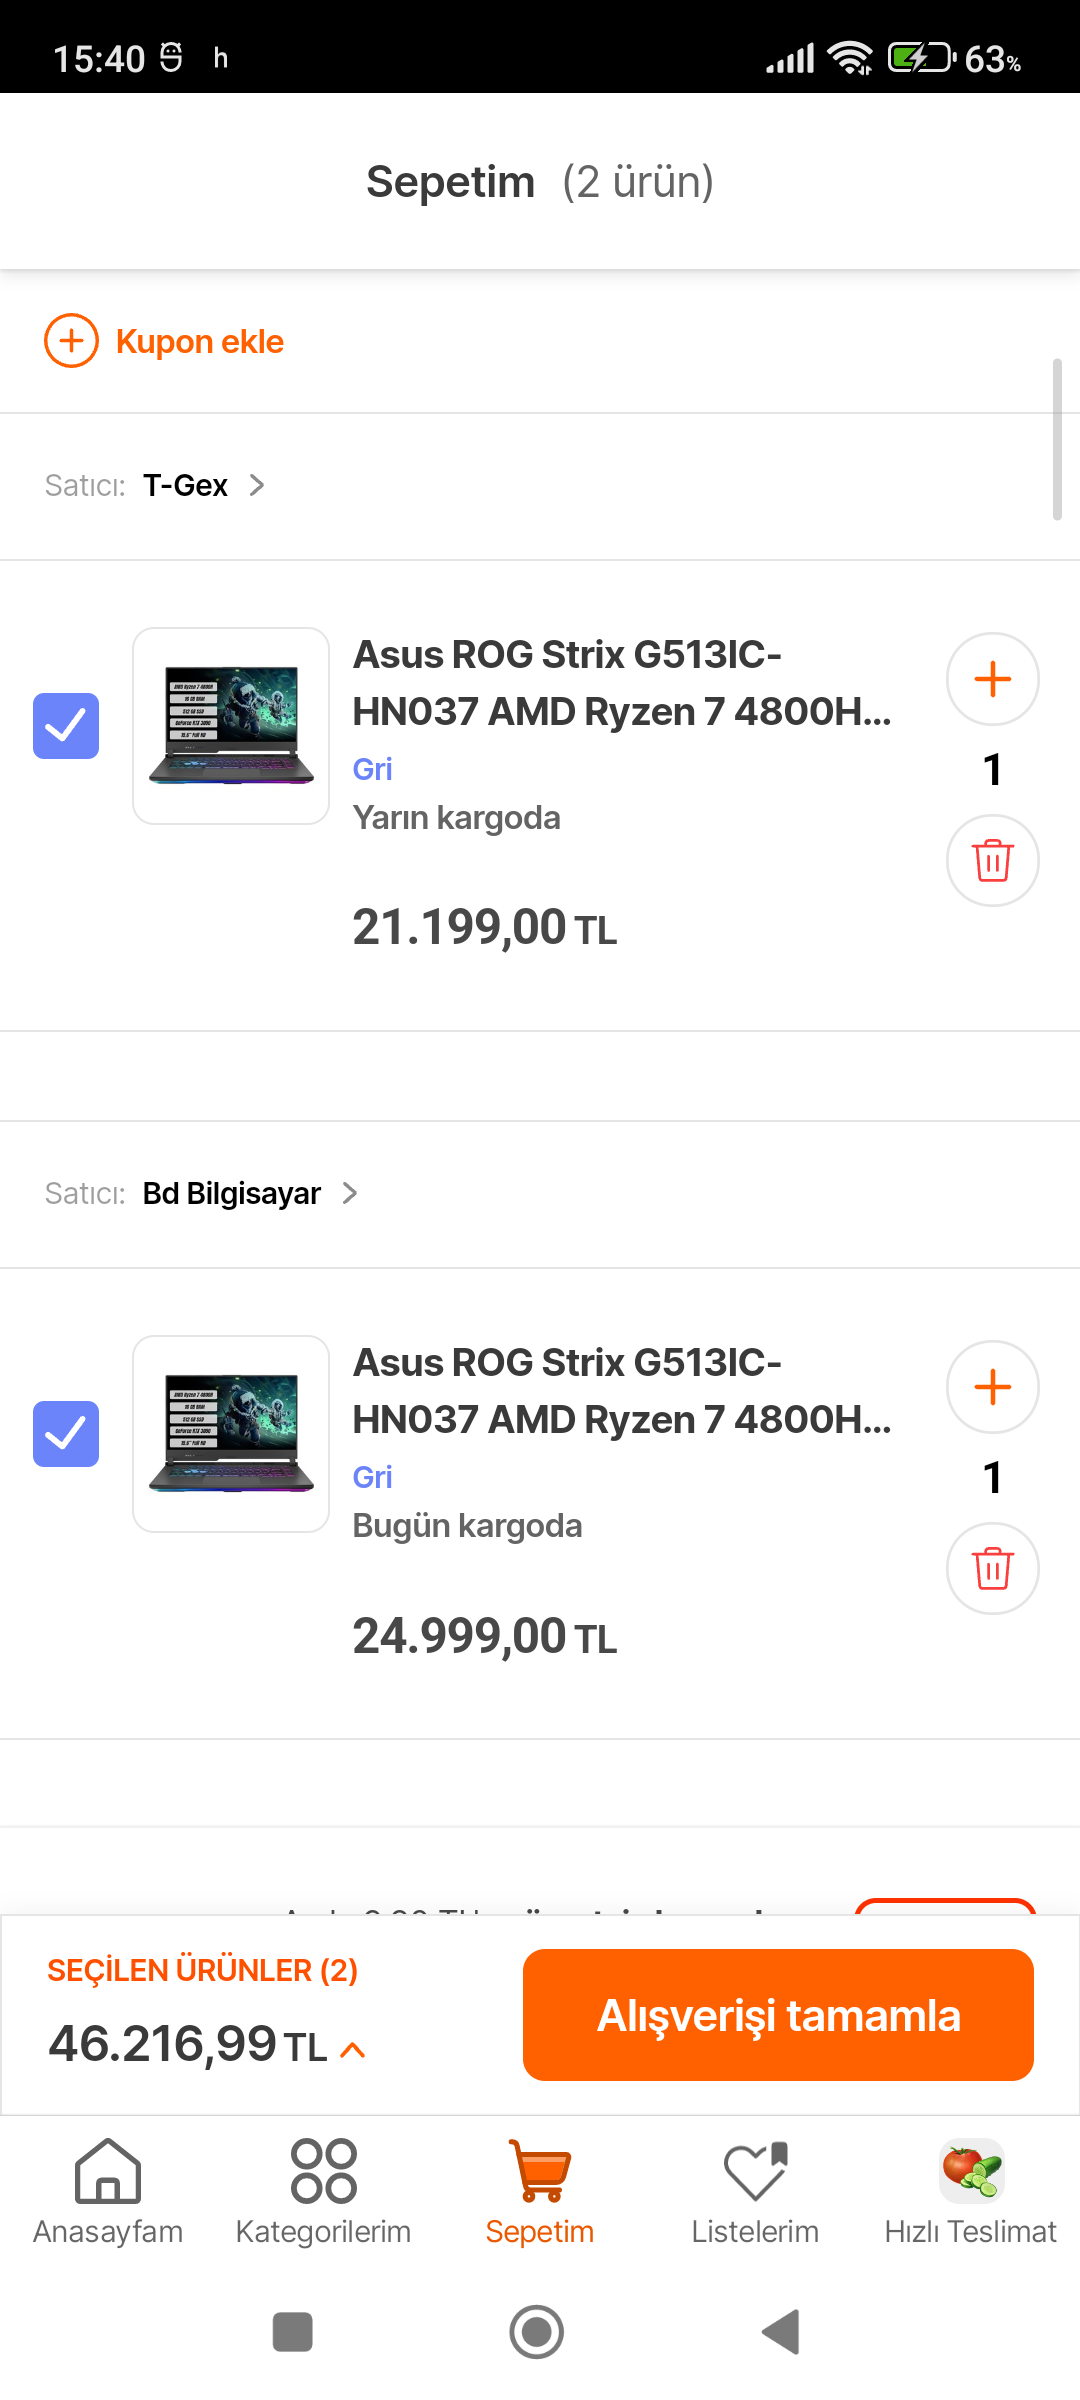 15:40 h 63%
Sepetim (2 ürün)
Kupon ekle
Satıcı: T-Gex
Asus ROG Strix G513IC-
HN037 AMD Ryzen 7 4800H...
Gri
Yarın kargoda
1
21.199,00 TL
Satıcı: Bd Bilgisayar
Asus ROG Strix G513IC-
HN037 AMD Ryzen 7 4800H...
Gri
Bugün kargoda
1
24.999,00 TL
SEÇİLEN ÜRÜNLER (2)
46.216,99 TL
Alışverişi tamamla
Anasayfam
Kategorilerim
Sepetim
Listelerim
Hızlı Teslimat